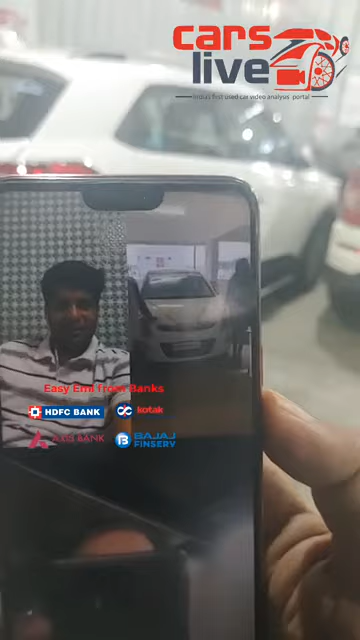 cars
live
India's first used car video analysis portal
Easy Emi from Banks
HDFC BANK kotak
AXIS BANK BAJAJ
FINSERV